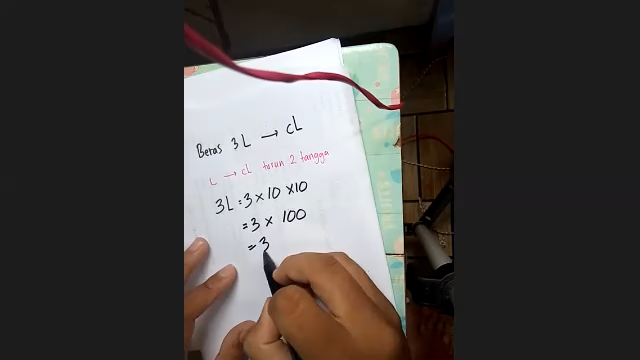 Beras 3L → cL
L → cL turun 2 tangga
3L = 3 × 10 × 10
= 3 × 100
= 3